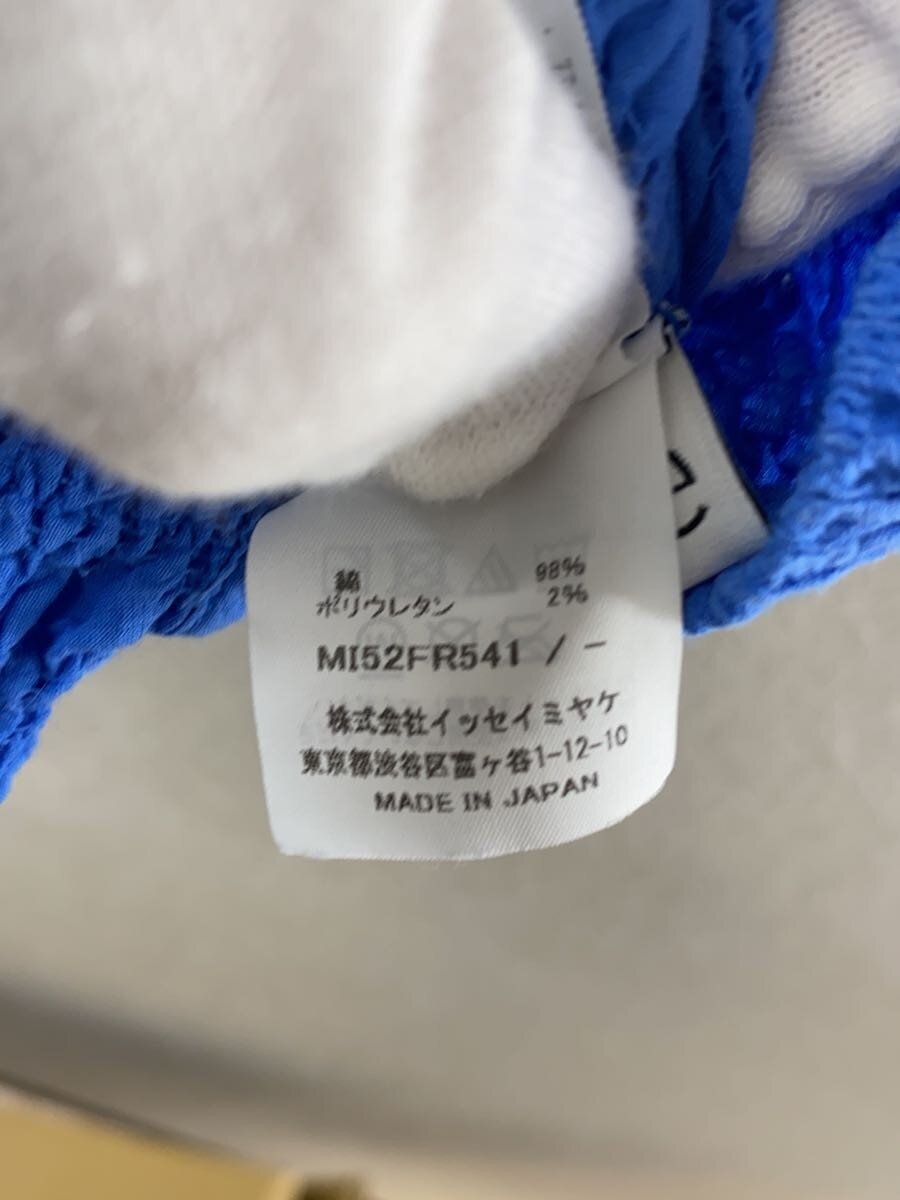 綿 98%
ポリウレタン 2%
MI52FR541 / -
株式会社イッセイミヤケ
東京都渋谷区富ヶ谷1-12-10
MADE IN JAPAN